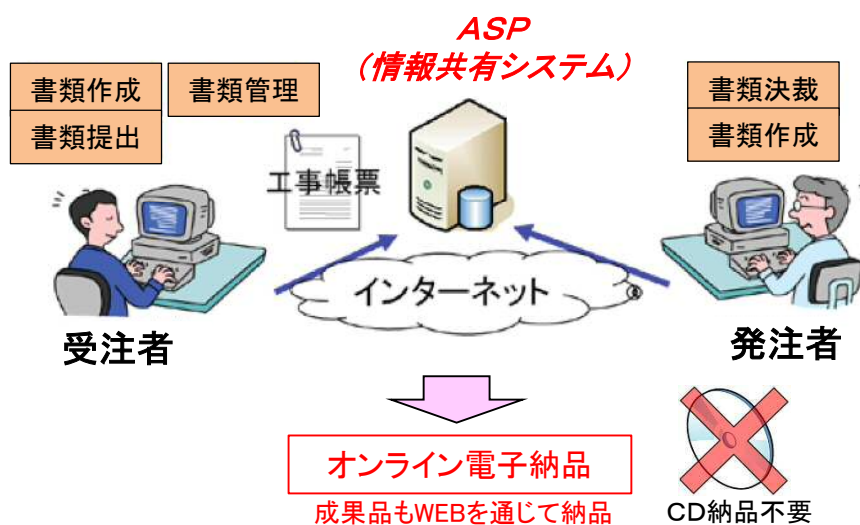 ASP
（情報共有システム）
書類作成
書類管理
書類提出
書類決裁
書類作成
工事帳票
インターネット
受注者
発注者
オンライン電子納品
成果品もWEBを通じて納品
CD納品不要